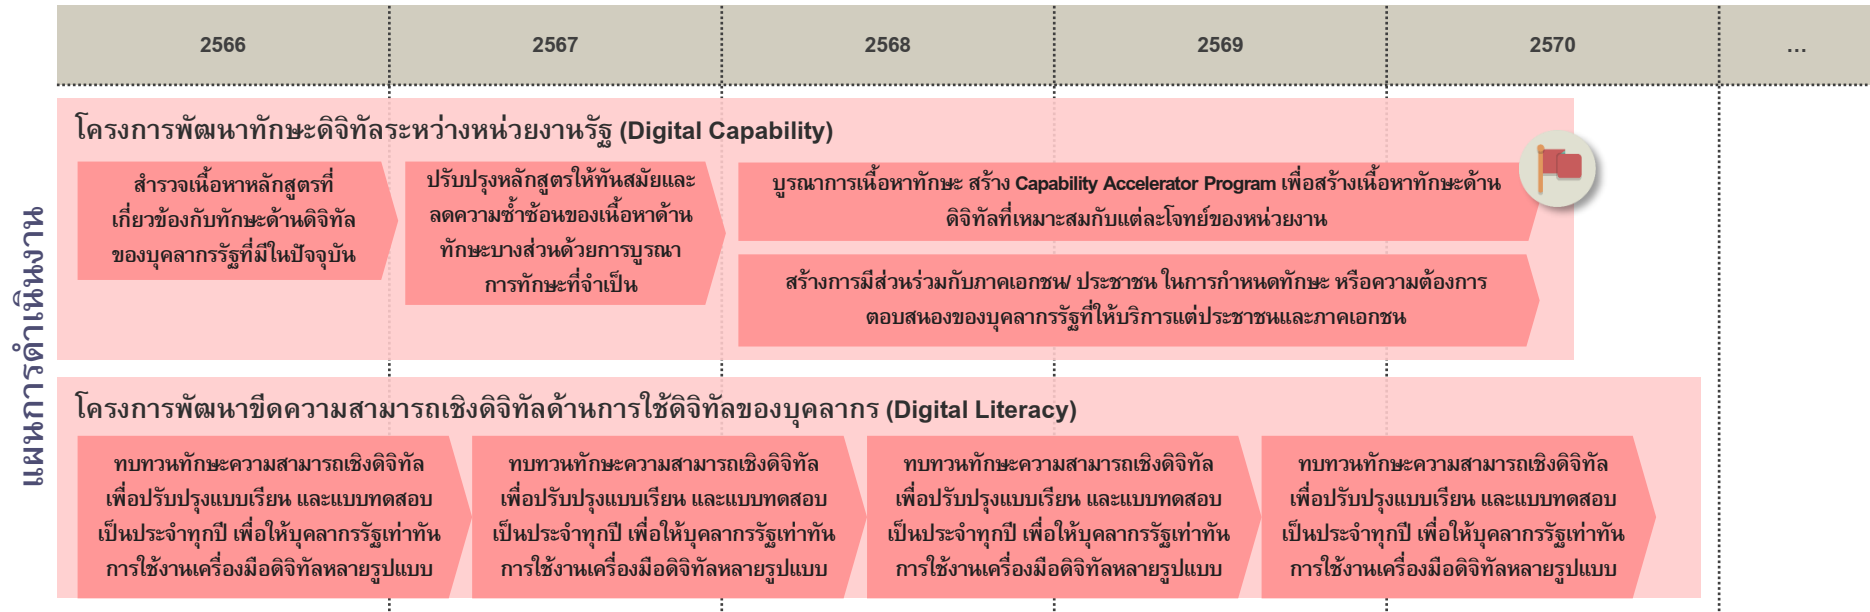 2566 2567 2568 2569 2570 ...
แผนการดำเนินงาน
โครงการพัฒนาทักษะดิจิทัลระหว่างหน่วยงานรัฐ (Digital Capability)
สำรวจเนื้อหาหลักสูตรที่
เกี่ยวข้องกับทักษะด้านดิจิทัล
ของบุคลากรรัฐที่มีในปัจจุบัน
ปรับปรุงหลักสูตรให้ทันสมัยและ
ลดความซ้ำซ้อนของเนื้อหาด้าน
ทักษะบางส่วนด้วยการบูรณา
การทักษะที่จำเป็น
บูรณาการเนื้อหาทักษะ สร้าง Capability Accelerator Program เพื่อสร้างเนื้อหาทักษะด้าน
ดิจิทัลที่เหมาะสมกับแต่ละโจทย์ของหน่วยงาน
สร้างการมีส่วนร่วมกับภาคเอกชน/ ประชาชน ในการกำหนดทักษะ หรือความต้องการ
ตอบสนองของบุคลากรรัฐที่ให้บริการแต่ประชาชนและภาคเอกชน
โครงการพัฒนาขีดความสามารถเชิงดิจิทัลด้านการใช้ดิจิทัลของบุคลากร (Digital Literacy)
ทบทวนทักษะความสามารถเชิงดิจิทัล
เพื่อปรับปรุงแบบเรียน และแบบทดสอบ
เป็นประจำทุกปี เพื่อให้บุคลากรรัฐเท่าทัน
การใช้งานเครื่องมือดิจิทัลหลายรูปแบบ
ทบทวนทักษะความสามารถเชิงดิจิทัล
เพื่อปรับปรุงแบบเรียน และแบบทดสอบ
เป็นประจำทุกปี เพื่อให้บุคลากรรัฐเท่าทัน
การใช้งานเครื่องมือดิจิทัลหลายรูปแบบ
ทบทวนทักษะความสามารถเชิงดิจิทัล
เพื่อปรับปรุงแบบเรียน และแบบทดสอบ
เป็นประจำทุกปี เพื่อให้บุคลากรรัฐเท่าทัน
การใช้งานเครื่องมือดิจิทัลหลายรูปแบบ
ทบทวนทักษะความสามารถเชิงดิจิทัล
เพื่อปรับปรุงแบบเรียน และแบบทดสอบ
เป็นประจำทุกปี เพื่อให้บุคลากรรัฐเท่าทัน
การใช้งานเครื่องมือดิจิทัลหลายรูปแบบ